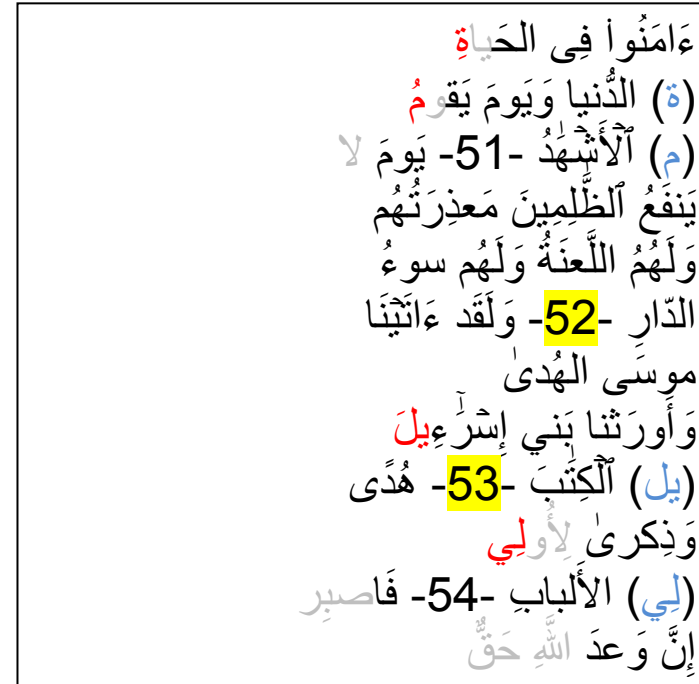 ءَامَنُوا۟ فِى الحَياةِ
(ة) الدُّنيا وَيَومَ يَقومُ
(م) ٱلْأَشْهَٰدُ -51- يَومَ لا
يَنفَعُ ٱلظَّٰلِمِينَ مَعذِرَتُهُم
وَلَهُمُ اللَّعنَةُ وَلَهُم سوءُ
الدّارِ -52- وَلَقَد ءَاتَيْنَا
موسَى الهُدىٰ
وَأَورَثنا بَني إِسْرَٰٓءِيلَ
(يل) ٱلْكِتَٰبَ -53- هُدًى
وَذِكرىٰ لِأُولِي
(لِي) الأَلبابِ -54- فَاصبِر
إِنَّ وَعدَ اللَّهِ حَقٌّ